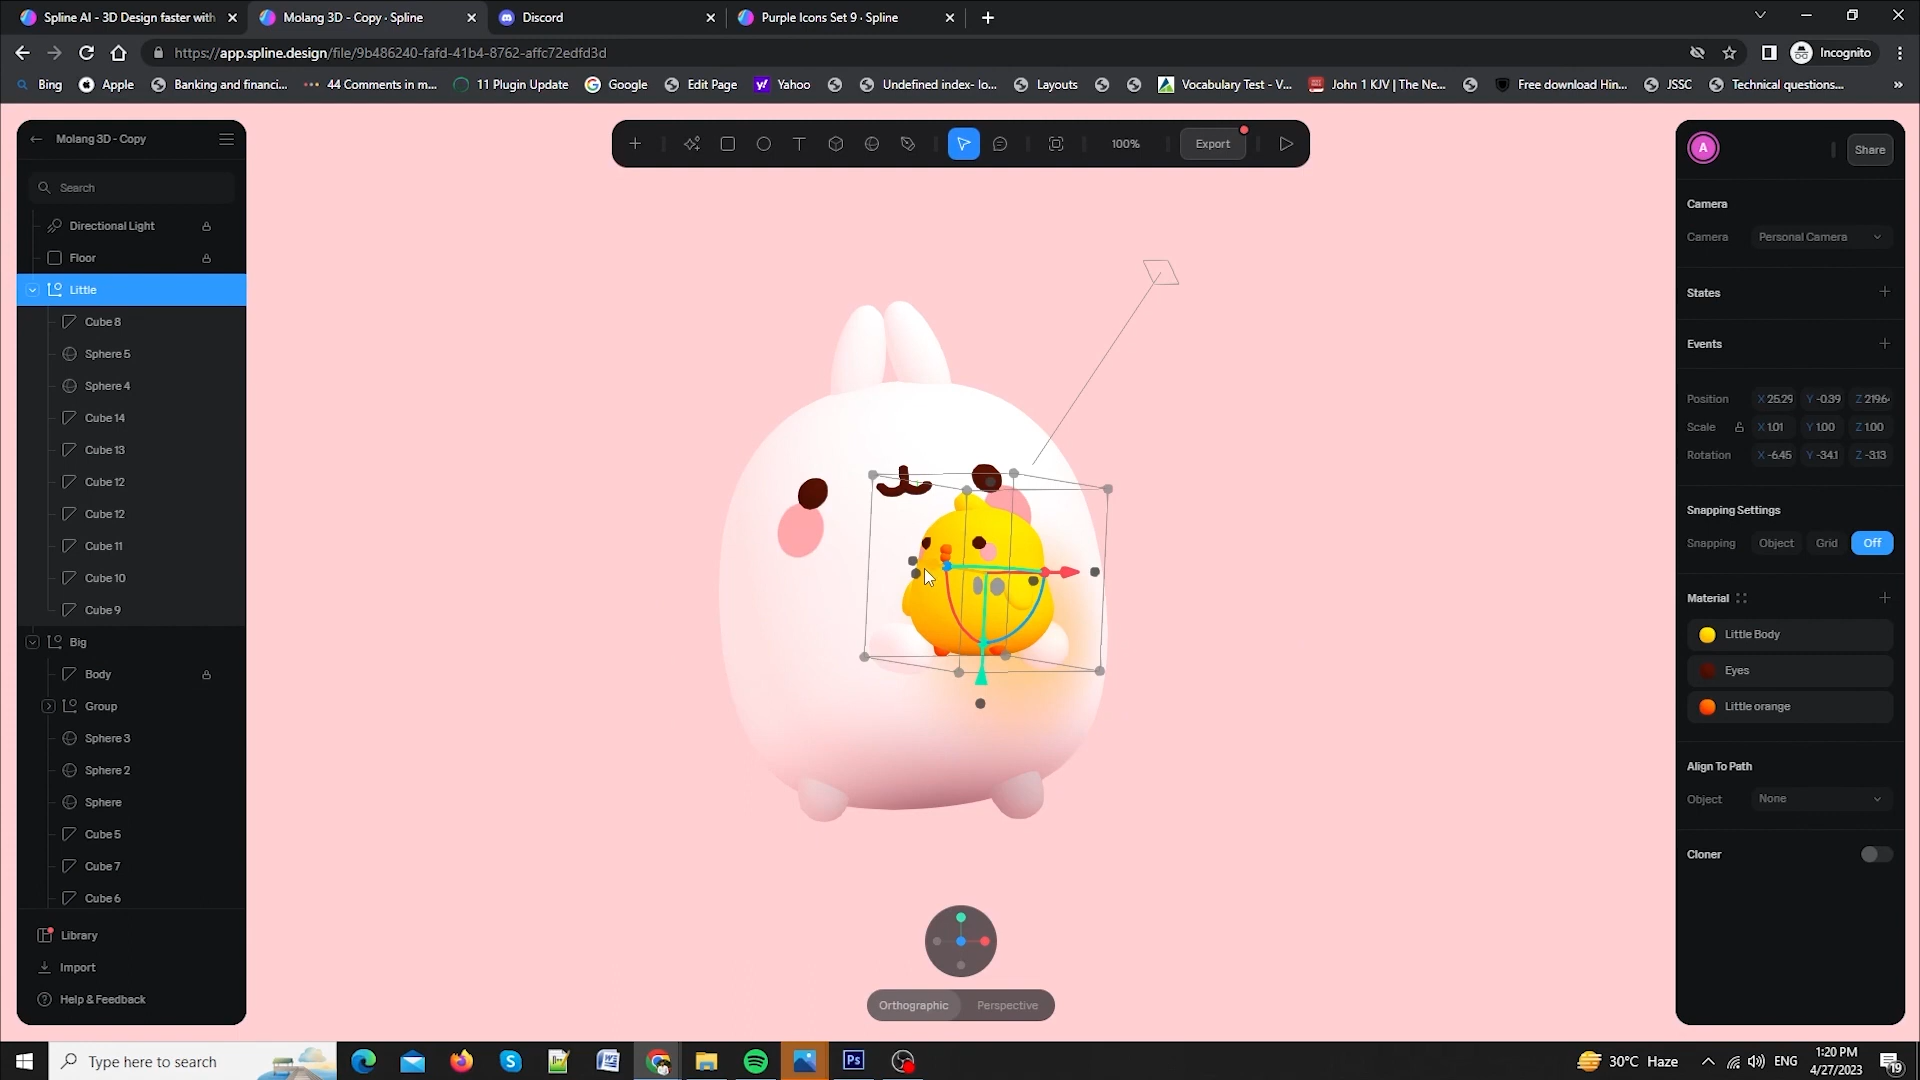 Spline AI - 3D Design faster with
Molang 3D - Copy · Spline
Discord
Purple Icons Set 9 · Spline
https://app.spline.design/file/9b486240-fafd-41b4-8762-affc72edfd3d
Incognito
Bing
Apple
Banking and financi...
44 Comments in m...
11 Plugin Update
Google
Edit Page
Yahoo
Undefined index- lo...
Layouts
Vocabulary Test - V...
John 1 KJV | The Ne...
Free download Hin...
JSSC
Technical questions...
»
Molang 3D - Copy
Search
Directional Light
Floor
Little
Cube 8
Sphere 5
Sphere 4
Cube 14
Cube 13
Cube 12
Cube 12
Cube 11
Cube 10
Cube 9
Big
Body
Group
Sphere 3
Sphere 2
Sphere
Cube 5
Cube 7
Cube 6
Library
Import
Help & Feedback
T
100%
Export
Orthographic
Perspective
A
Share
Camera
Camera Personal Camera
States
Events
Position X 25.29 Y -0.39 Z 219.6
Scale X 1.01 Y 1.00 Z 1.00
Rotation X -6.45 Y -34.1 Z -3.13
Snapping Settings
Snapping Object Grid Off
Material
Little Body
Eyes
Little orange
Align To Path
Object None
Cloner
Type here to search
Ps
30°C Haze
ENG
1:20 PM
4/27/2023
19